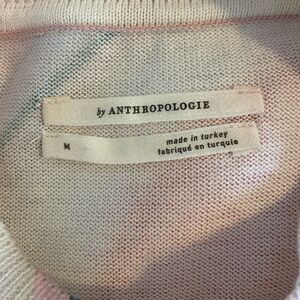 by ANTHROPOLOGIE
M
made in turkey
fabriqué en turquie